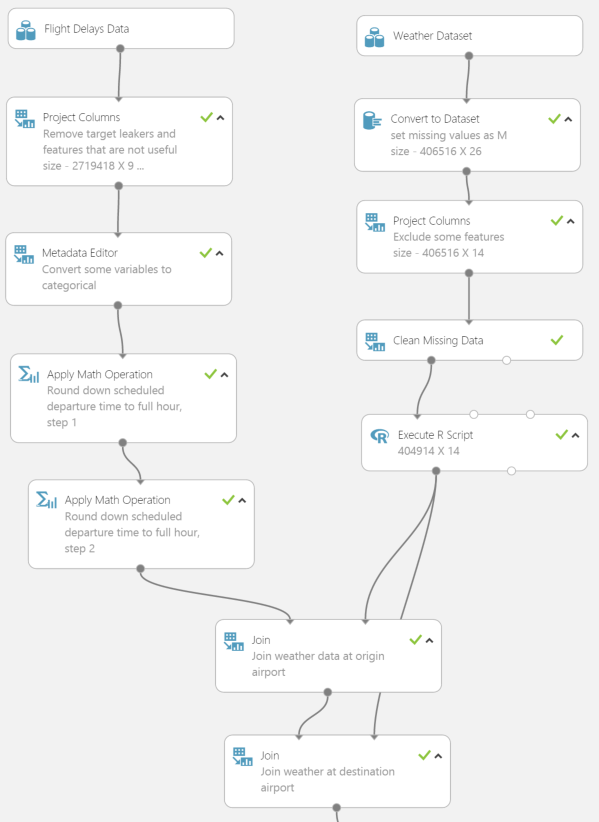 Flight Delays Data
Project Columns
Remove target leakers and
features that are not useful
size - 2719418 X 9 ...
Metadata Editor
Convert some variables to
categorical
Apply Math Operation
Round down scheduled
departure time to full hour,
step 1
Apply Math Operation
Round down scheduled
departure time to full hour,
step 2
Weather Dataset
Convert to Dataset
set missing values as M
size - 406516 X 26
Project Columns
Exclude some features
size - 406516 X 14
Clean Missing Data
R
Execute R Script
404914 X 14
Join
Join weather data at origin
airport
Join
Join weather at destination
airport